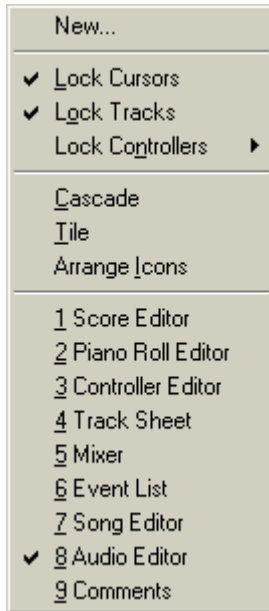 New...
Lock Cursors
Lock Tracks
Lock Controllers
Cascade
Tile
Arrange Icons
1 Score Editor
2 Piano Roll Editor
3 Controller Editor
4 Track Sheet
5 Mixer
6 Event List
7 Song Editor
8 Audio Editor
9 Comments